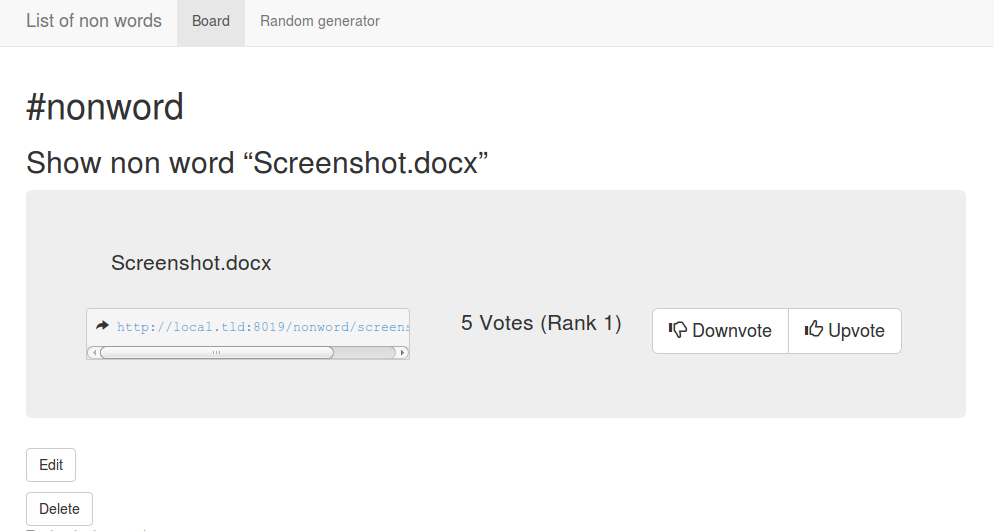 List of non words Board Random generator
#nonword
Show non word “Screenshot.docx”
Screenshot.docx
http://local.tld:8019/nonword/screens
5 Votes (Rank 1)
Downvote Upvote
Edit
Delete